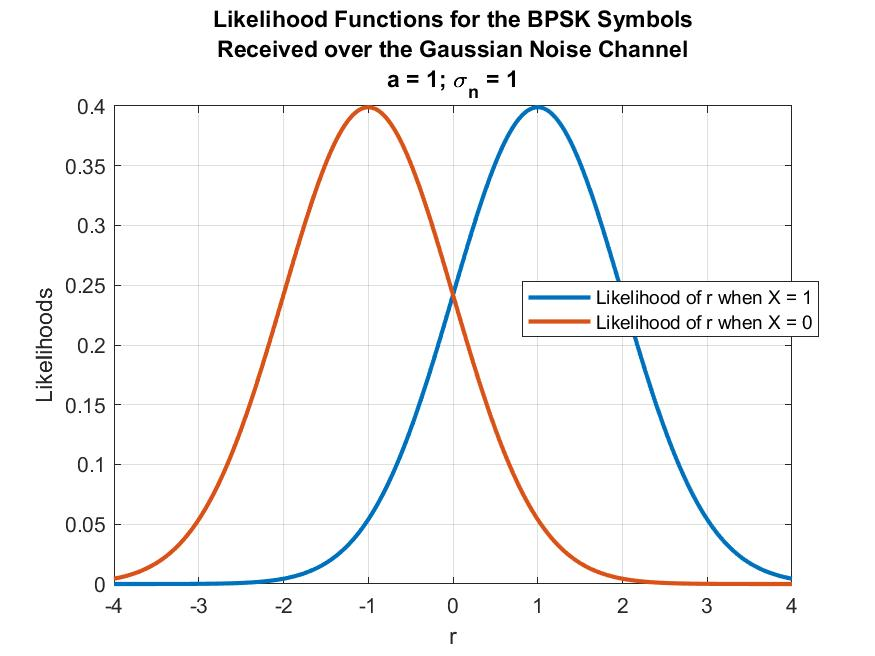 Likelihood Functions for the BPSK Symbols
Received over the Gaussian Noise Channel
a = 1; σn = 1
0.4
0.35
0.3
0.25
0.2
0.15
0.1
0.05
0
Likelihoods
Likelihood of r when X = 1
Likelihood of r when X = 0
-4 -3 -2 -1 0 1 2 3 4
r